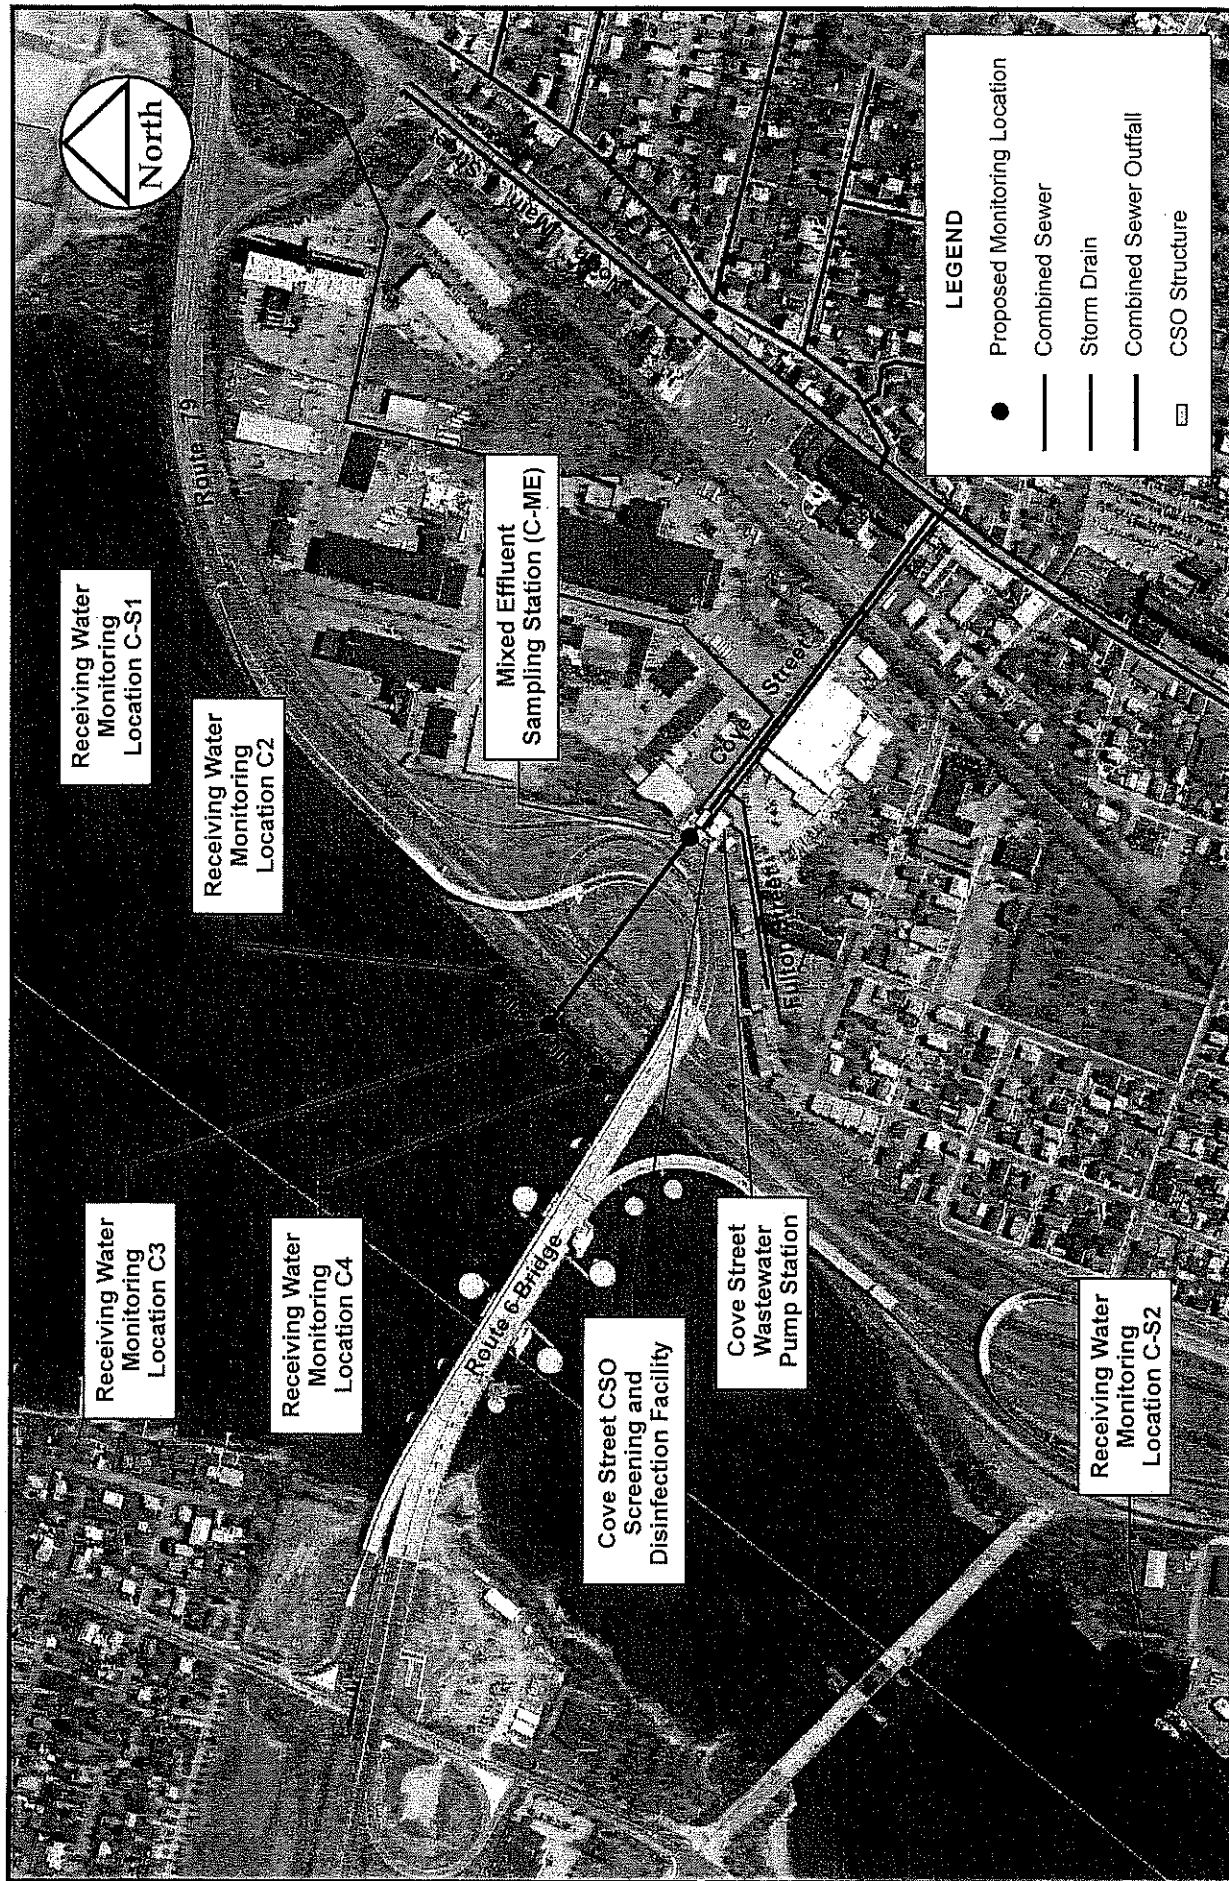 North
Receiving Water
Monitoring
Location C-S1
Receiving Water
Monitoring
Location C2
Receiving Water
Monitoring
Location C3
Receiving Water
Monitoring
Location C4
Route 79
Main Street
Mixed Effluent
Sampling Station (C-ME)
Cove Street
Fulton Street
Route 6 Bridge
Cove Street CSO
Screening and
Disinfection Facility
Cove Street
Wastewater
Pump Station
Receiving Water
Monitoring
Location C-S2
LEGEND
Proposed Monitoring Location
Combined Sewer
Storm Drain
Combined Sewer Outfall
CSO Structure